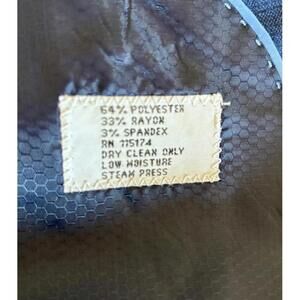 64% POLYESTER
33% RAYON
3% SPANDEX
RN 115174
DRY CLEAN ONLY
LOW MOISTURE
STEAM PRESS